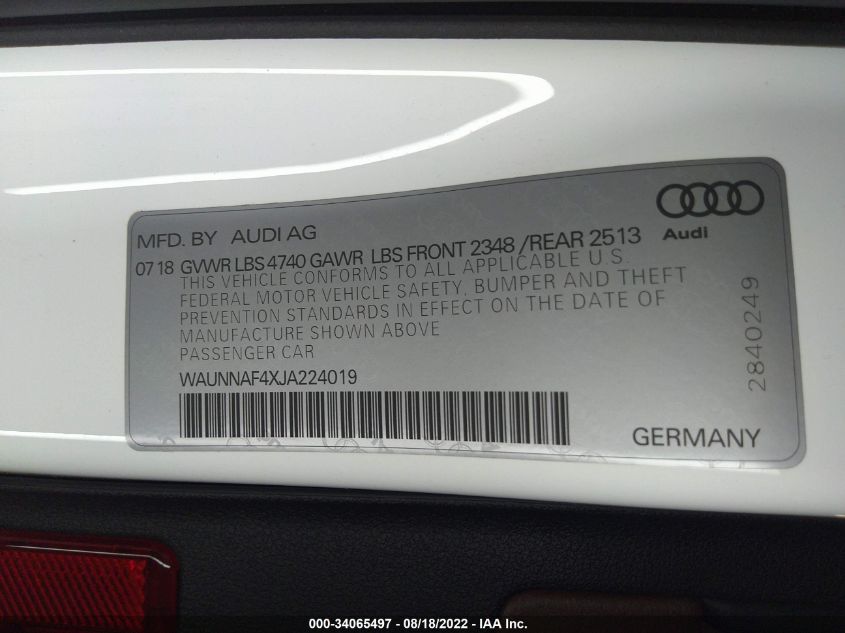 MFD. BY AUDI AG
Audi
07 18 GVWR LBS 4740 GAWR LBS FRONT 2348 /REAR 2513
THIS VEHICLE CONFORMS TO ALL APPLICABLE U.S.
FEDERAL MOTOR VEHICLE SAFETY, BUMPER AND THEFT
PREVENTION STANDARDS IN EFFECT ON THE DATE OF
MANUFACTURE SHOWN ABOVE
PASSENGER CAR
WAUNNAF4XJA224019
GERMANY
2840249
000-34065497 - 08/18/2022 - IAA Inc.